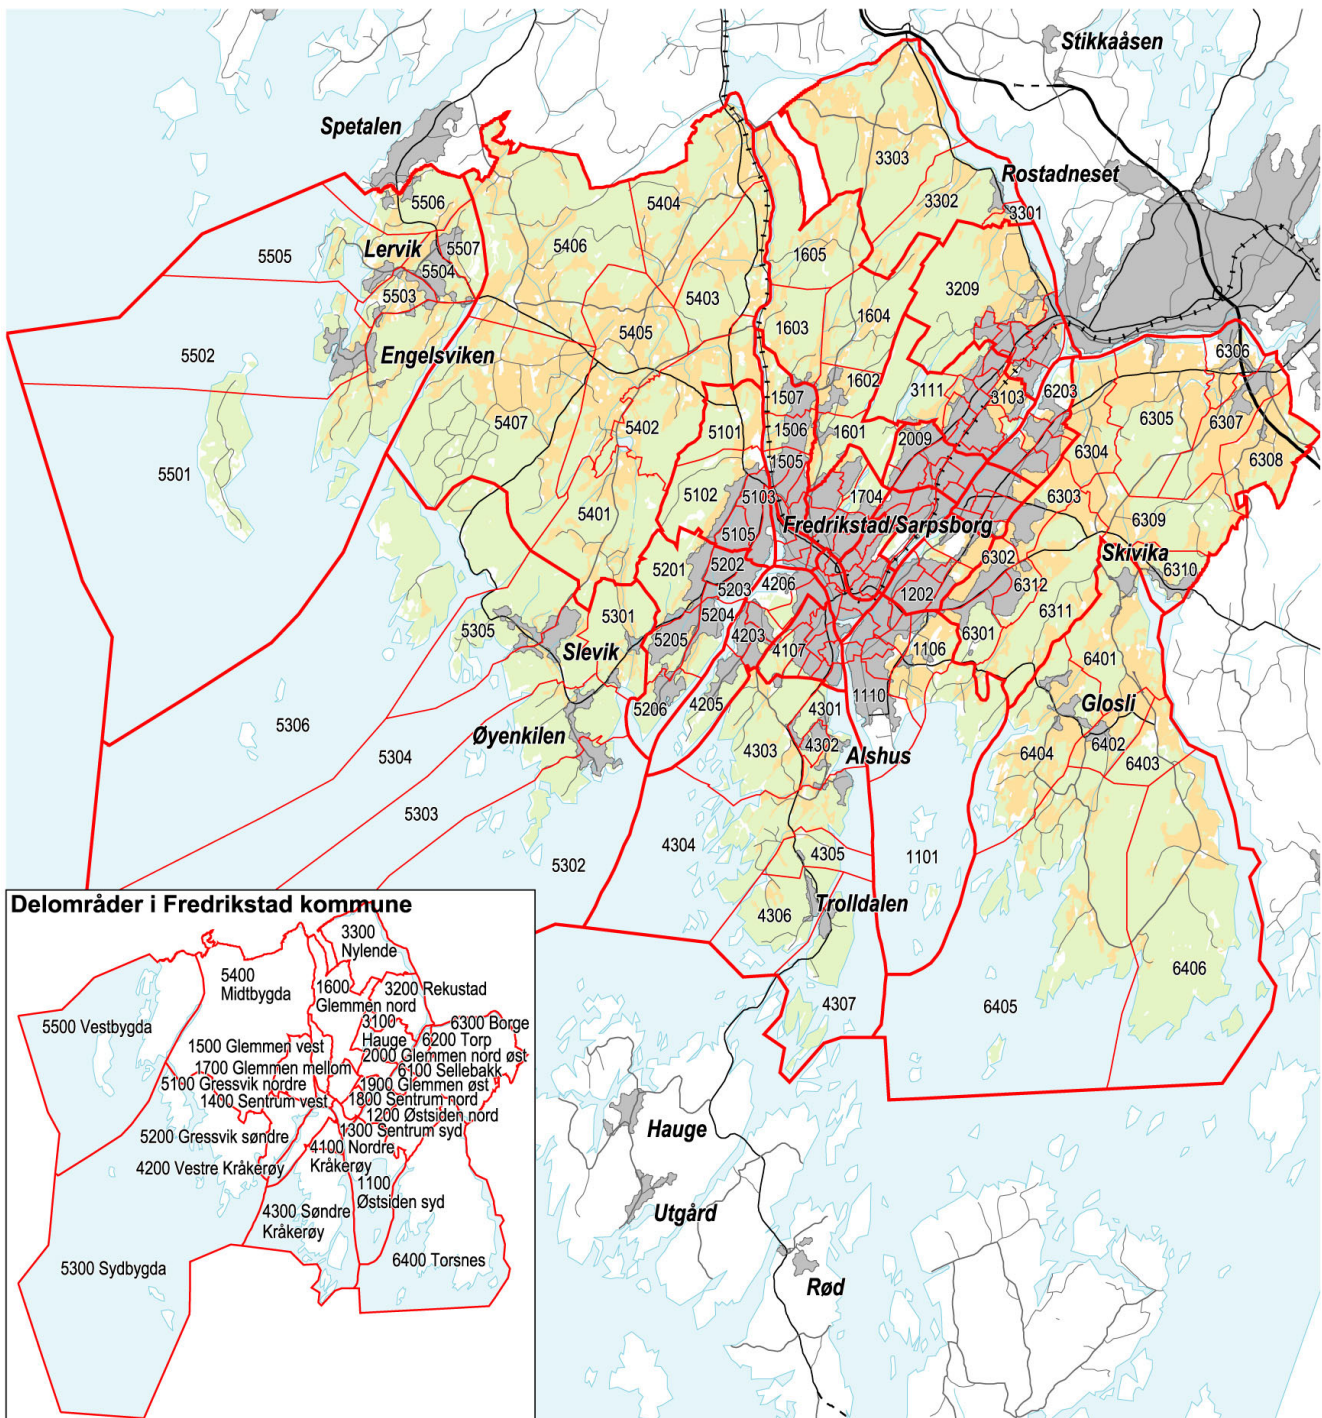 Stikkaåsen
Spetalen
3303
Rostadneset
5506
5404
3302
3301
5505
Lervik
5507
5406
1605
5504
3209
5503
5403
1604
5405
1603
5502
Engelsviken
6306
1602
3111
3103
6203
6305
1507
5407
5402
5101
1506
1601
2009
6307
6304
6308
5501
1505
5102
5103
1704
6303
5401
Fredrikstad/Sarpsborg
6309
5105
6302
Skivika
5201
5202
6310
4206
6312
5203
1202
5301
5204
6311
5305
4203
6301
Slevik
5205
4107
1106
6401
1110
5206
4205
4301
Glosli
5306
Øyenkilen
4302
6402
5304
4303
Alshus
6404
6403
5303
4304
4305
1101
5302
Trolldalen
4306
6406
4307
6405
Hauge
Utgård
Rød
Delområder i Fredrikstad kommune
3300
Nylende
5400
Midtbygda
1600
Glemmen nord
3200 Rekustad
5500 Vestbygda
3100
Hauge
6300 Borge
6200 Torp
1500 Glemmen vest
2000 Glemmen nord øst
1700 Glemmen mellom
6100 Sellebakk
5100 Gressvik nordre
1900 Glemmen øst
1400 Sentrum vest
1800 Sentrum nord
1200 Østsiden nord
5200 Gressvik søndre
1300 Sentrum syd
4100 Nordre
Kråkerøy
4200 Vestre Kråkerøy
1100
Østsiden syd
4300 Søndre
Kråkerøy
6400 Torsnes
5300 Sydbygda